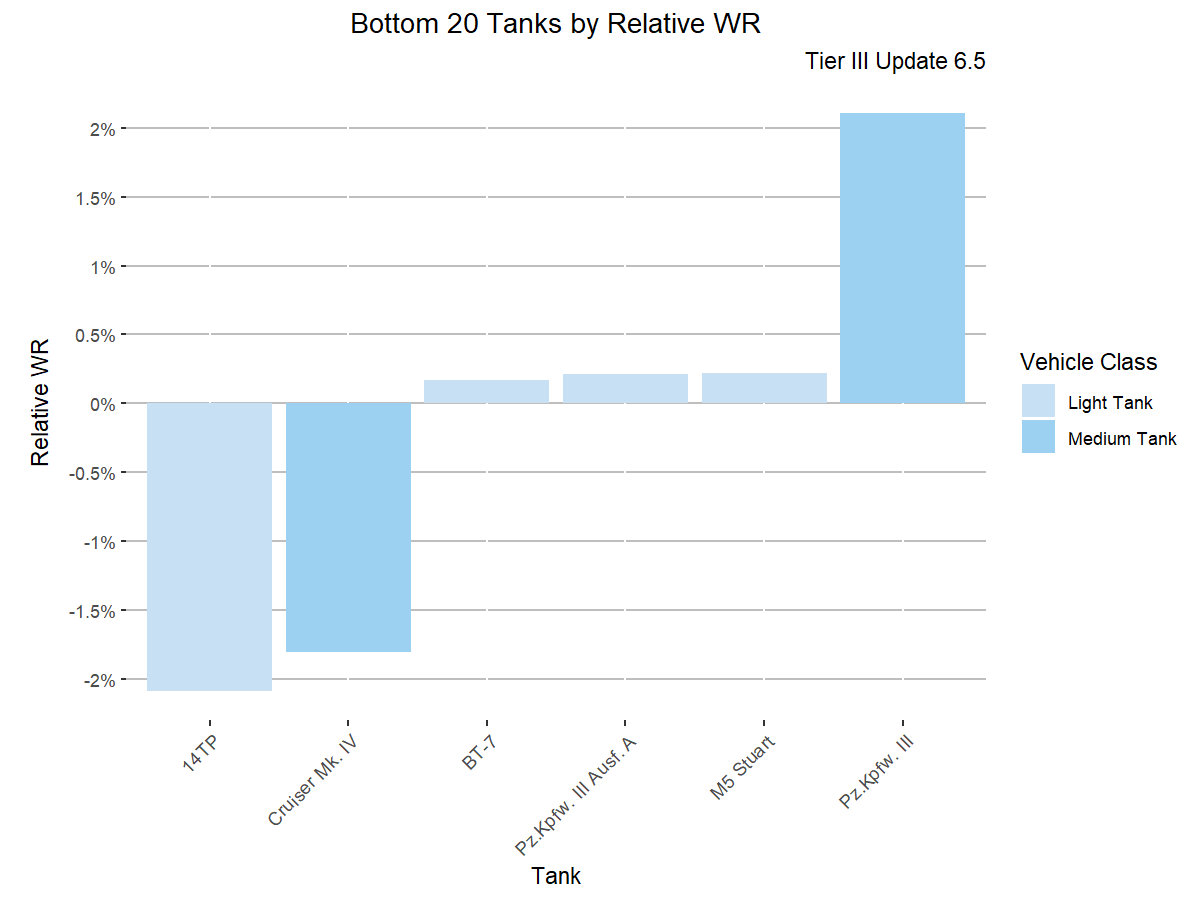 Bottom 20 Tanks by Relative WR
Tier III Update 6.5
Relative WR
2%
1.5%
1%
0.5%
0%
-0.5%
-1%
-1.5%
-2%
14TP
Cruiser Mk. IV
BT-7
Pz.Kpfw. III Ausf. A
M5 Stuart
Pz.Kpfw. III
Tank
Vehicle Class
Light Tank
Medium Tank